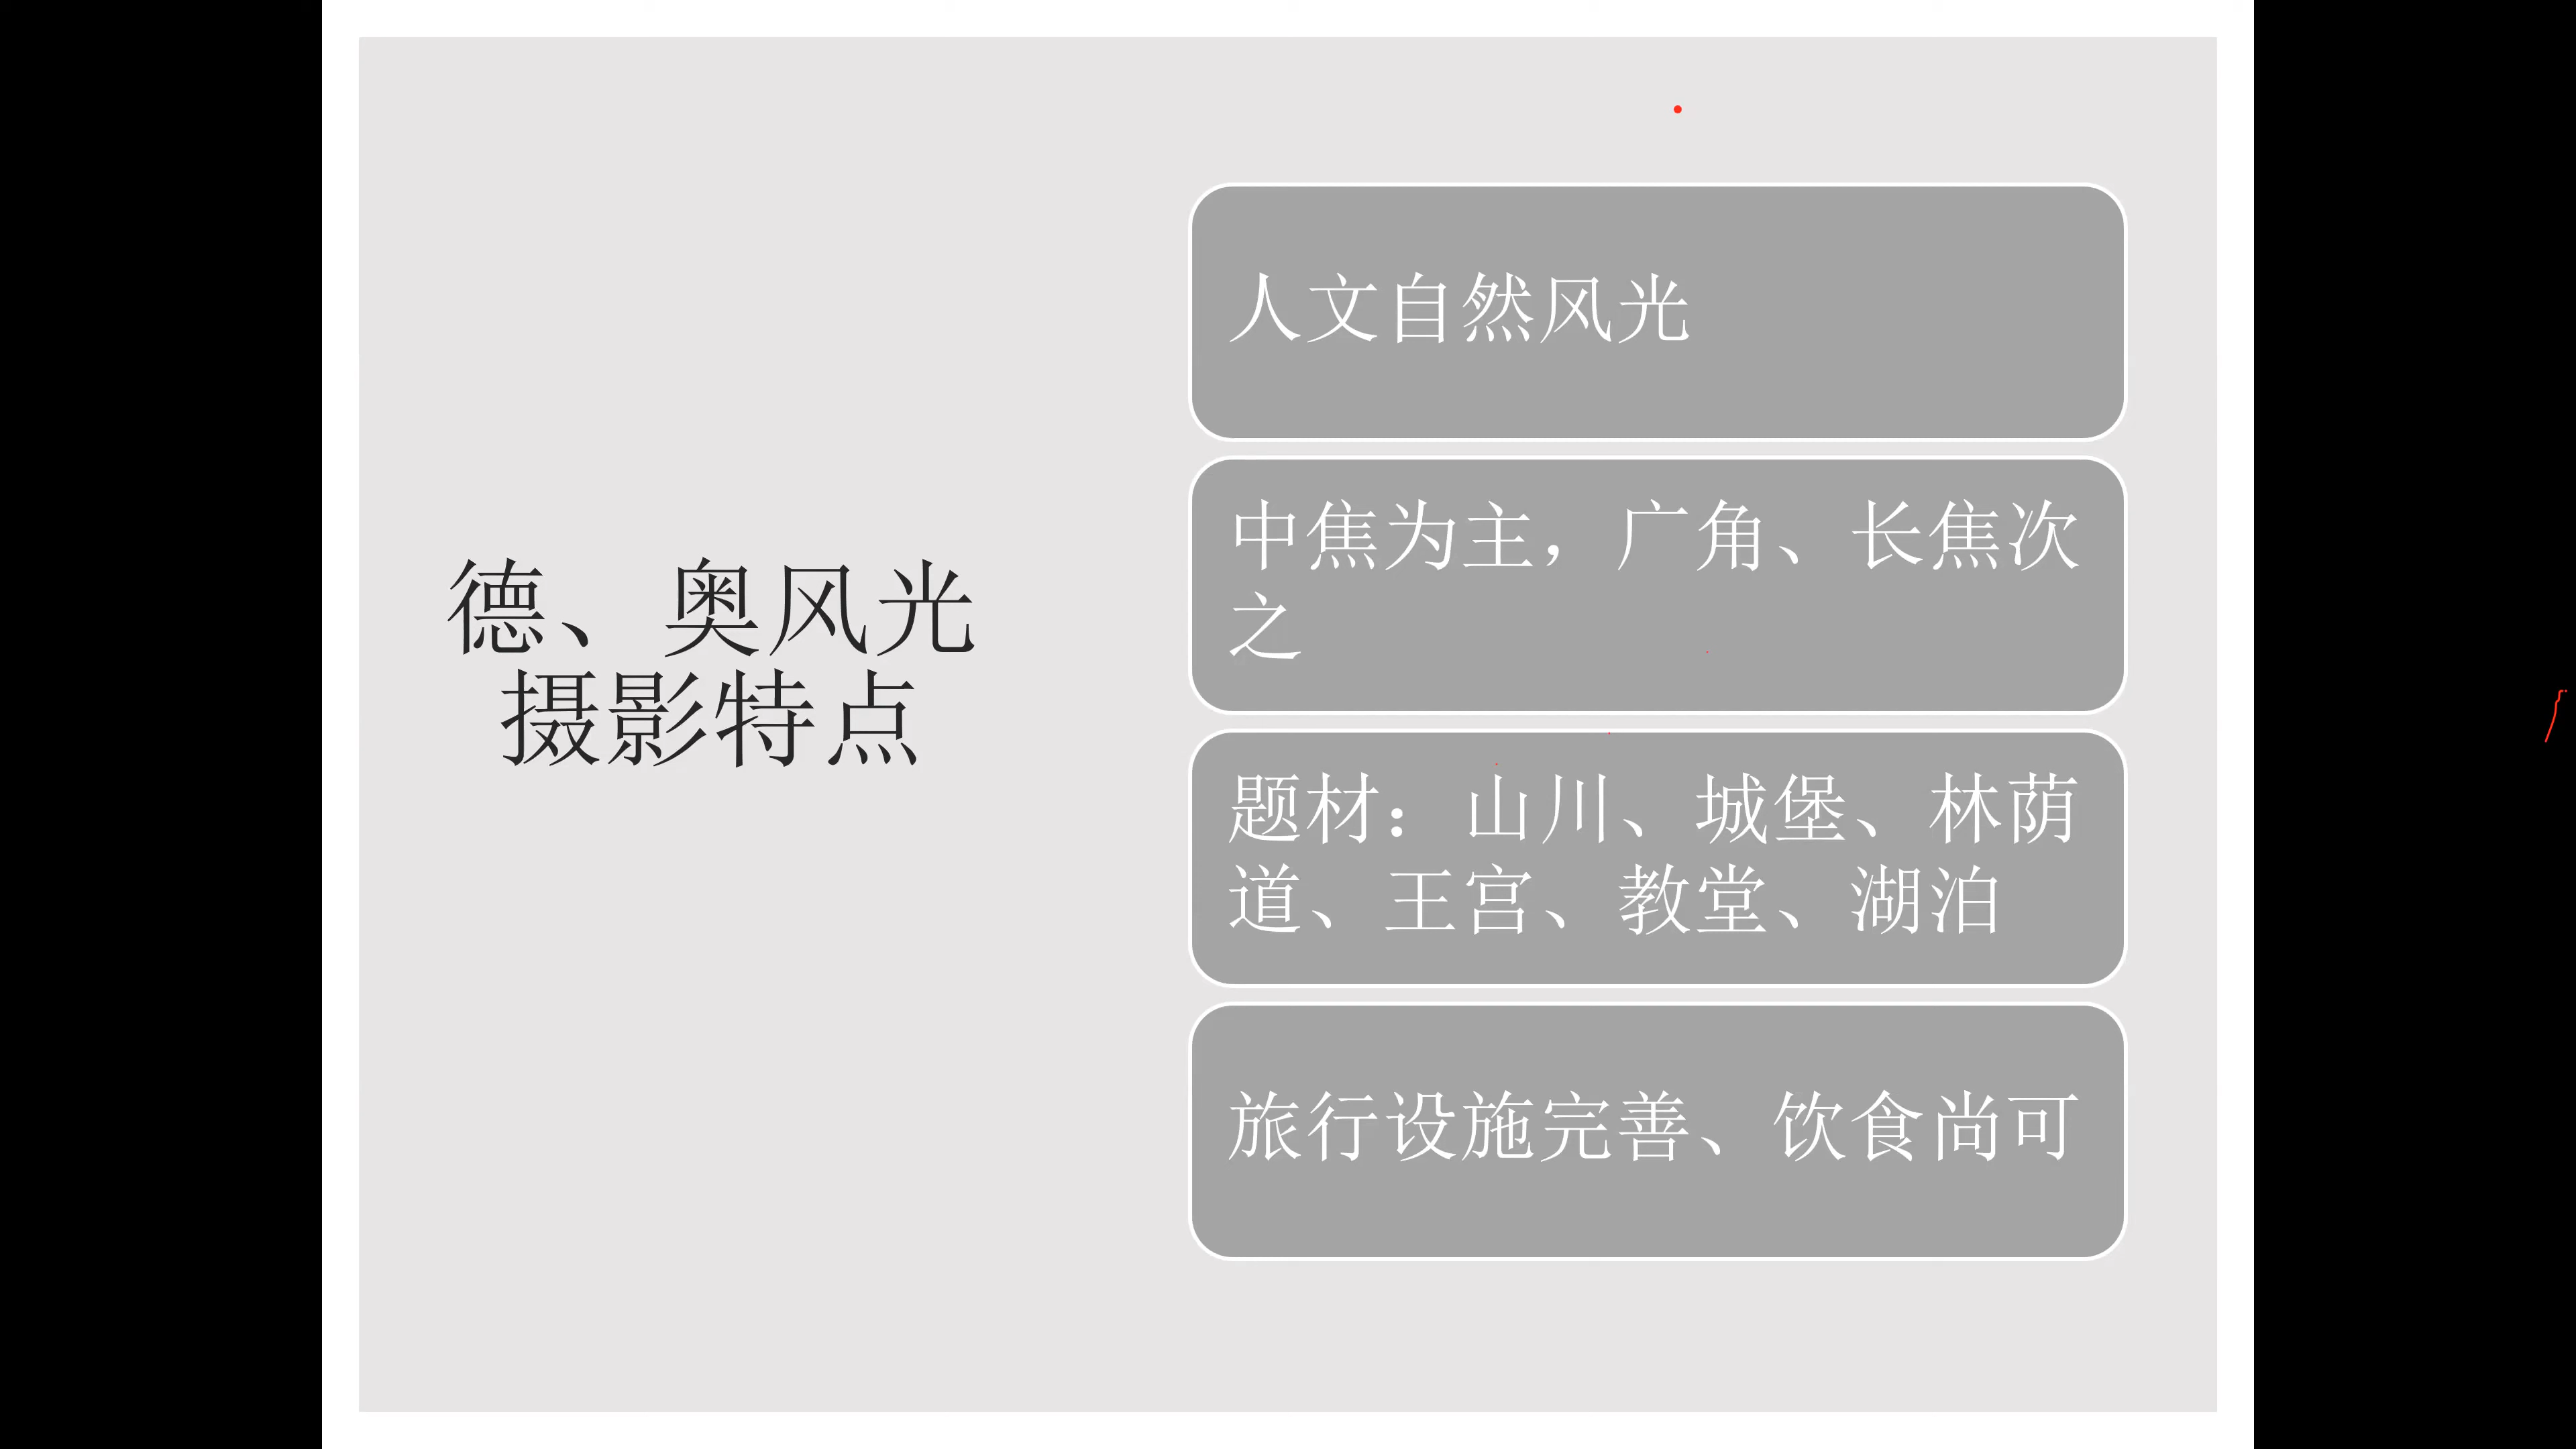 德、奥风光
摄影特点
人文自然风光
中焦为主，广角、长焦次
之
题材：山川、城堡、林荫
道、王宫、教堂、湖泊
旅行设施完善、饮食尚可